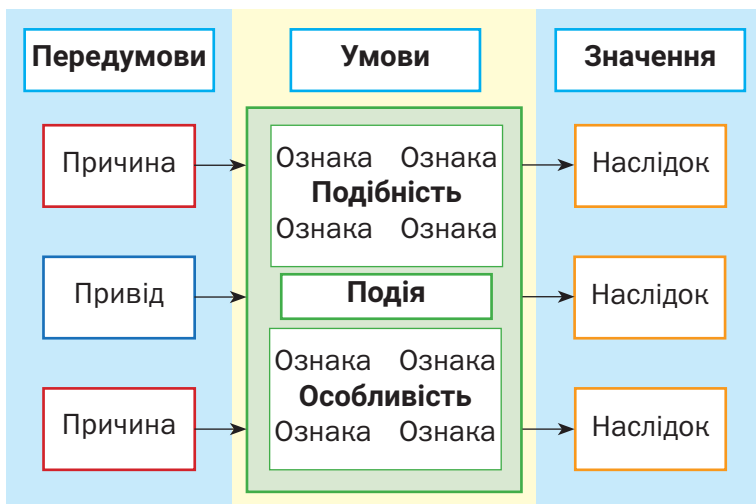 Передумови
Умови
Значення
Причина
Ознака Ознака
Подібність
Ознака Ознака
Наслідок
Привід
Подія
Наслідок
Причина
Ознака Ознака
Особливість
Ознака Ознака
Наслідок